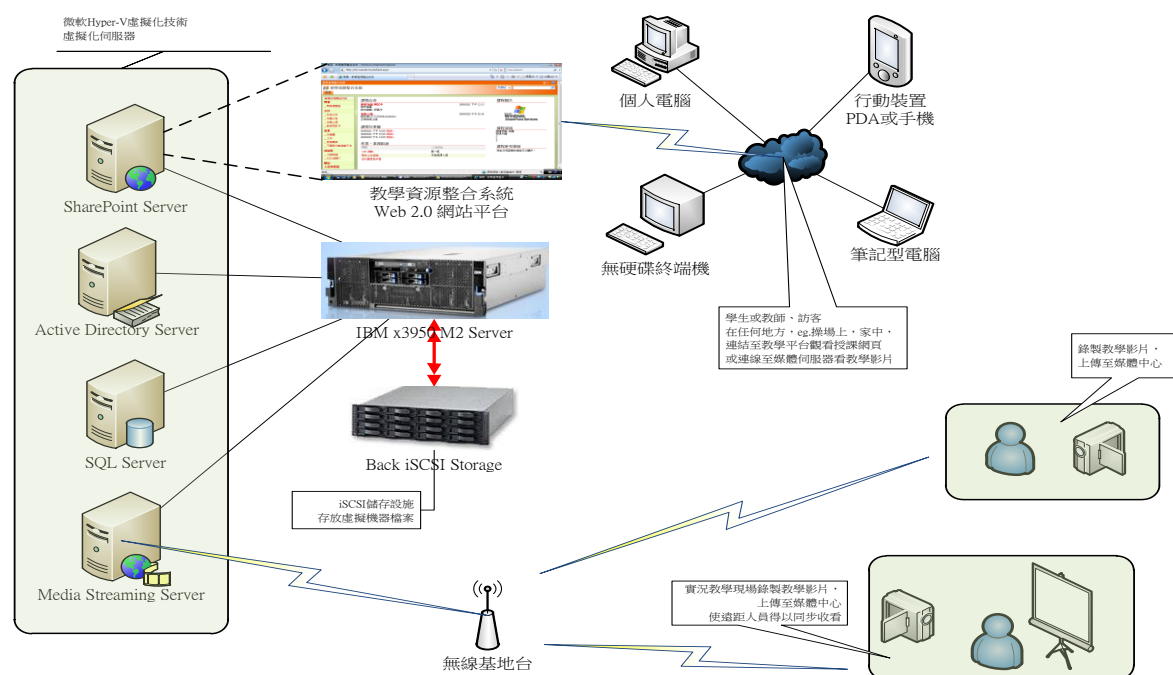 微軟Hyper-V虛擬化技術
虛擬化伺服器
SharePoint Server
Active Directory Server
SQL Server
Media Streaming Server
教學資源整合系統
Web 2.0 網站平台
IBM x3950 M2 Server
Back iSCSI Storage
iSCSI儲存設施
存放虛擬機器檔案
個人電腦
行動裝置
PDA或手機
無硬碟終端機
筆記型電腦
學生或教師、訪客
在任何地方，eg.操場上，家中，
連結至教學平台觀看授課網頁
或連線至媒體伺服器看教學影片
錄製教學影片，
上傳至媒體中心
實況教學現場錄製教學影片，
上傳至媒體中心
使遠距人員得以同步收看
無線基地台